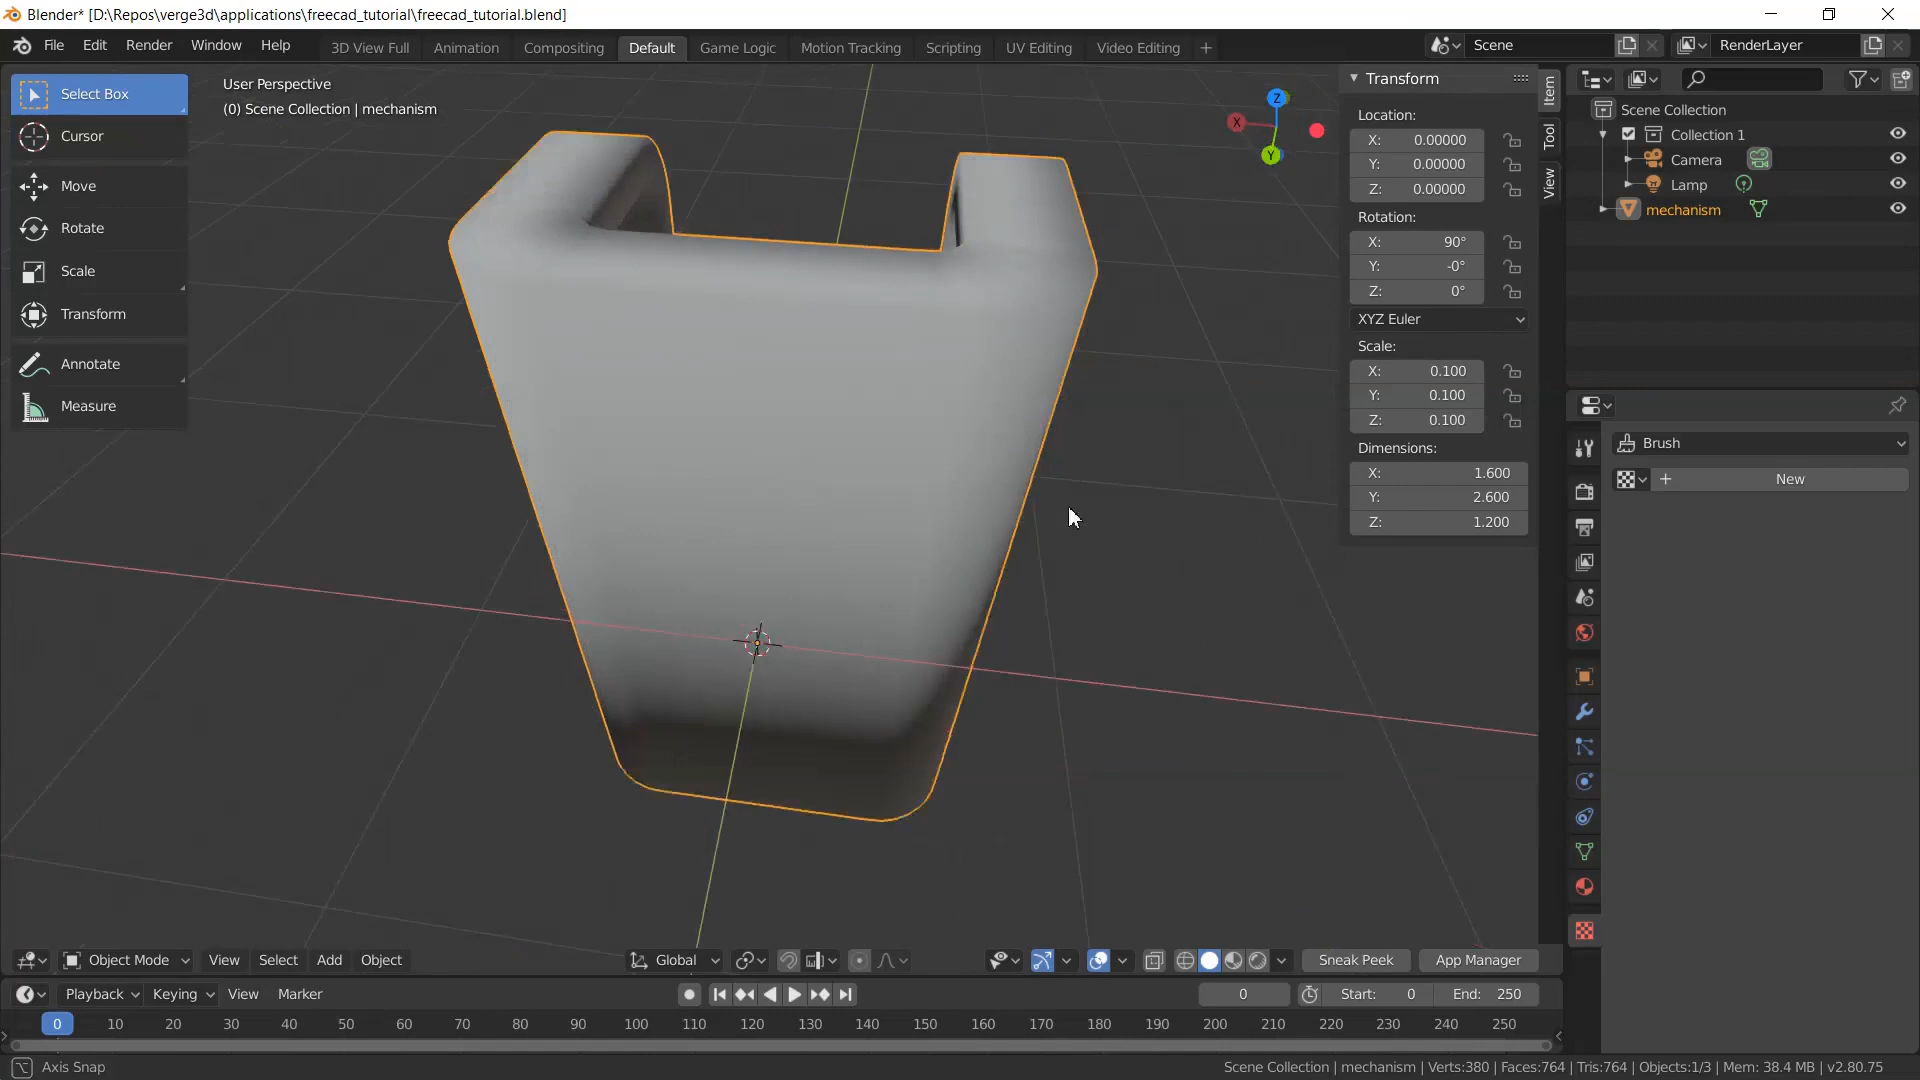 Blender* [D:\Repos\verge3d\applications\freecad_tutorial\freecad_tutorial.blend]
File Edit Render Window Help 3D View Full Animation Compositing Default Game Logic Motion Tracking Scripting UV Editing Video Editing + Scene RenderLayer
Select Box
Cursor
Move
Rotate
Scale
Transform
Annotate
Measure
User Perspective
(0) Scene Collection | mechanism
Z
X
Y
Transform
Location:
X: 0.00000
Y: 0.00000
Z: 0.00000
Rotation:
X: 90°
Y: -0°
Z: 0°
XYZ Euler
Scale:
X: 0.100
Y: 0.100
Z: 0.100
Dimensions:
X: 1.600
Y: 2.600
Z: 1.200
Item
Tool
View
Scene Collection
Collection 1
Camera
Lamp
mechanism
Brush
+ New
Object Mode View Select Add Object Global Sneak Peek App Manager
Playback Keying View Marker 0 Start: 0 End: 250
0 10 20 30 40 50 60 70 80 90 100 110 120 130 140 150 160 170 180 190 200 210 220 230 240 250
Axis Snap Scene Collection | mechanism | Verts:380 | Faces:764 | Tris:764 | Objects:1/3 | Mem: 38.4 MB | v2.80.75